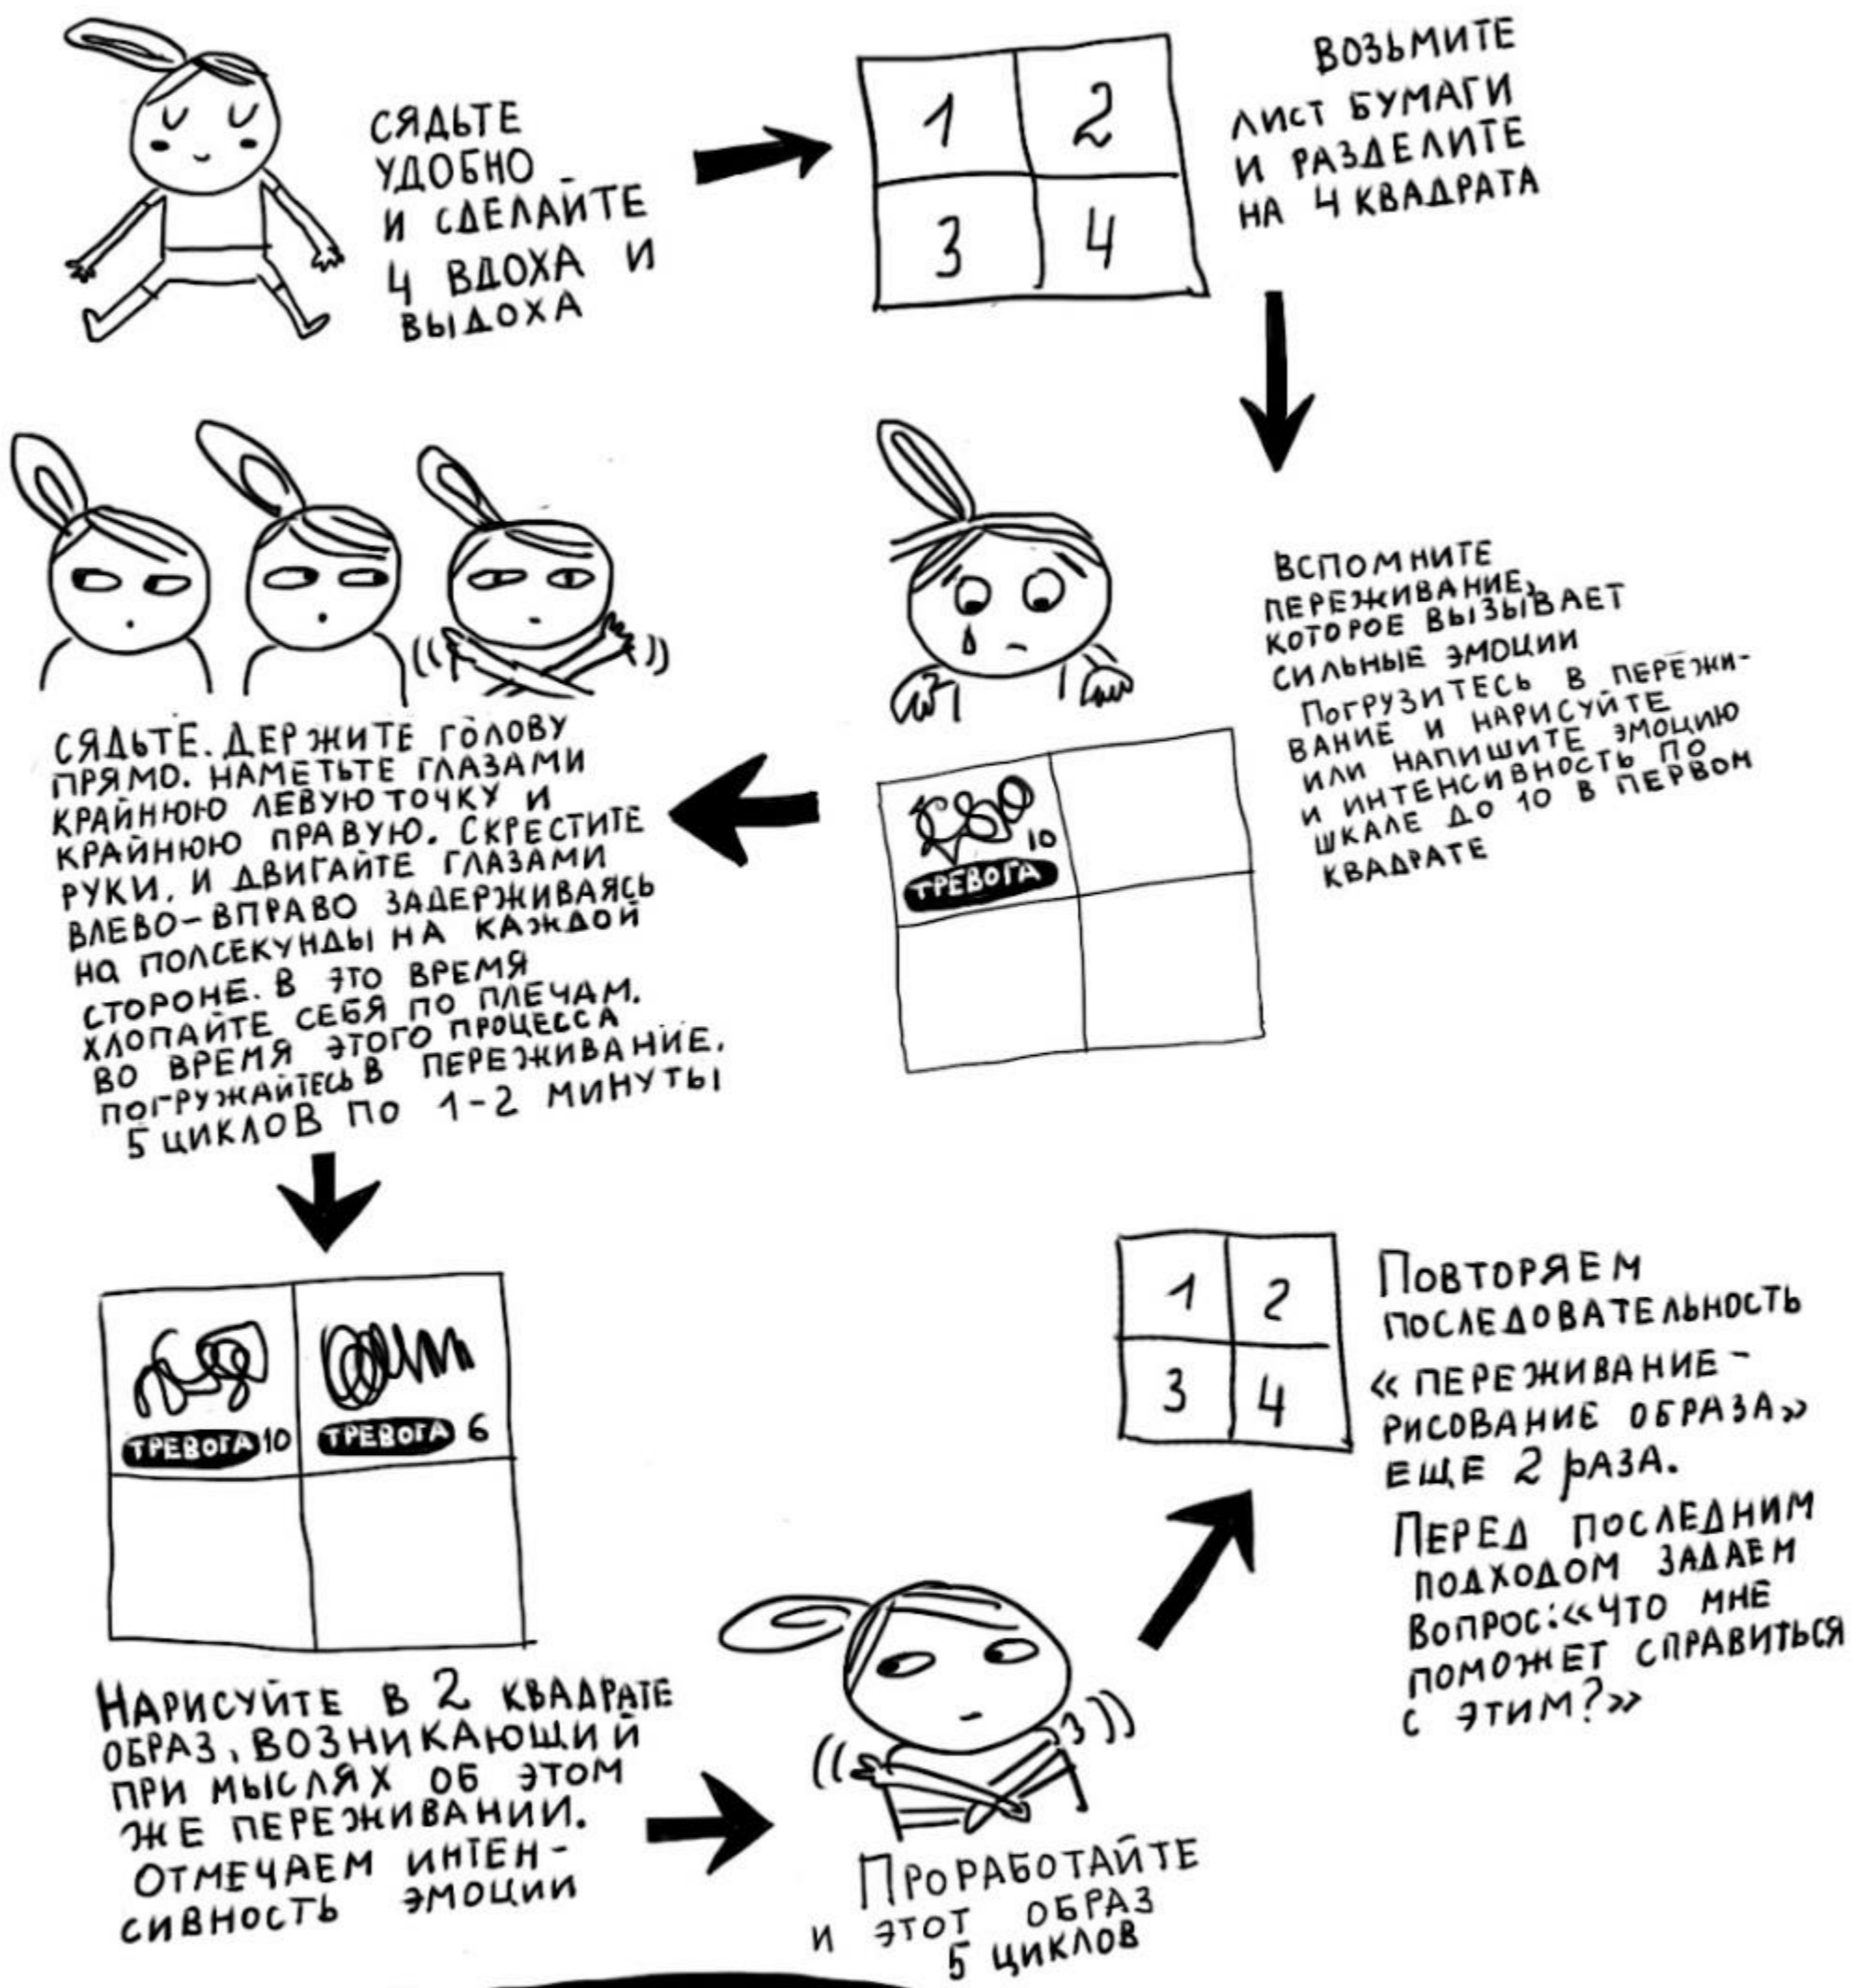 СЯДЬТЕ
УДОБНО
И СДЕЛАЙТЕ
4 ВДОХА И
ВЫДОХА
1 2
3 4
ВОЗЬМИТЕ
ЛИСТ БУМАГИ
И РАЗДЕЛИТЕ
НА 4 КВАДРАТА
ВСПОМНИТЕ
ПЕРЕЖИВАНИЕ,
КОТОРОЕ ВЫЗЫВАЕТ
СИЛЬНЫЕ ЭМОЦИИ
ПОГРУЗИТЕСЬ В ПЕРЕЖИ-
ВАНИЕ И НАРИСУЙТЕ
ИЛИ НАПИШИТЕ ЭМОЦИЮ
И ИНТЕНСИВНОСТЬ ПО
ШКАЛЕ ДО 10 В ПЕРВОМ
КВАДРАТЕ
10
ТРЕВОГА
СЯДЬТЕ. ДЕРЖИТЕ ГОЛОВУ
ПРЯМО. НАМЕТЬТЕ ГЛАЗАМИ
КРАЙНЮЮ ЛЕВУЮ ТОЧКУ И
КРАЙНЮЮ ПРАВУЮ. СКРЕСТИТЕ
РУКИ, И ДВИГАЙТЕ ГЛАЗАМИ
ВЛЕВО-ВПРАВО ЗАДЕРЖИВАЯСЬ
НА ПОЛСЕКУНДЫ НА КАЖДОЙ
СТОРОНЕ. В ЭТО ВРЕМЯ
ХЛОПАЙТЕ СЕБЯ ПО ПЛЕЧАМ.
ВО ВРЕМЯ ЭТОГО ПРОЦЕССА
ПОГРУЖАЙТЕСЬ В ПЕРЕЖИВАНИЕ.
5 ЦИКЛОВ ПО 1-2 МИНУТЫ
ТРЕВОГА 10 ТРЕВОГА 6
НАРИСУЙТЕ В 2 КВАДРАТЕ
ОБРАЗ, ВОЗНИКАЮЩИЙ
ПРИ МЫСЛЯХ ОБ ЭТОМ
ЖЕ ПЕРЕЖИВАНИИ.
ОТМЕЧАЕМ ИНТЕН-
СИВНОСТЬ ЭМОЦИИ
ПРОРАБОТАЙТЕ
И ЭТОТ ОБРАЗ
5 ЦИКЛОВ
1 2
3 4
ПОВТОРЯЕМ
ПОСЛЕДОВАТЕЛЬНОСТЬ
«ПЕРЕЖИВАНИЕ-
РИСОВАНИЕ ОБРАЗА»
ЕЩЕ 2 РАЗА.
ПЕРЕД ПОСЛЕДНИМ
ПОДХОДОМ ЗАДАЕМ
ВОПРОС: «ЧТО МНЕ
ПОМОЖЕТ СПРАВИТЬСЯ
С ЭТИМ?»